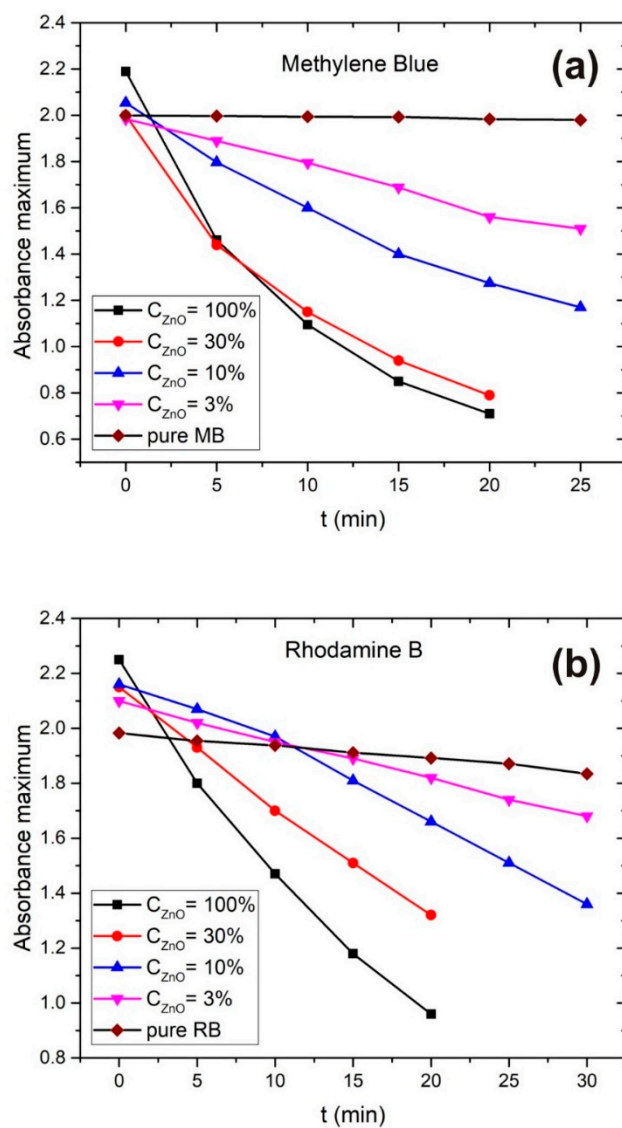 Methylene Blue
(a)
Absorbance maximum
2.4
2.2
2.0
1.8
1.6
1.4
1.2
1.0
0.8
0.6
C_ZnO = 100%
C_ZnO = 30%
C_ZnO = 10%
C_ZnO = 3%
pure MB
0 5 10 15 20 25
t (min)
Rhodamine B
(b)
Absorbance maximum
2.4
2.2
2.0
1.8
1.6
1.4
1.2
1.0
0.8
C_ZnO = 100%
C_ZnO = 30%
C_ZnO = 10%
C_ZnO = 3%
pure RB
0 5 10 15 20 25 30
t (min)